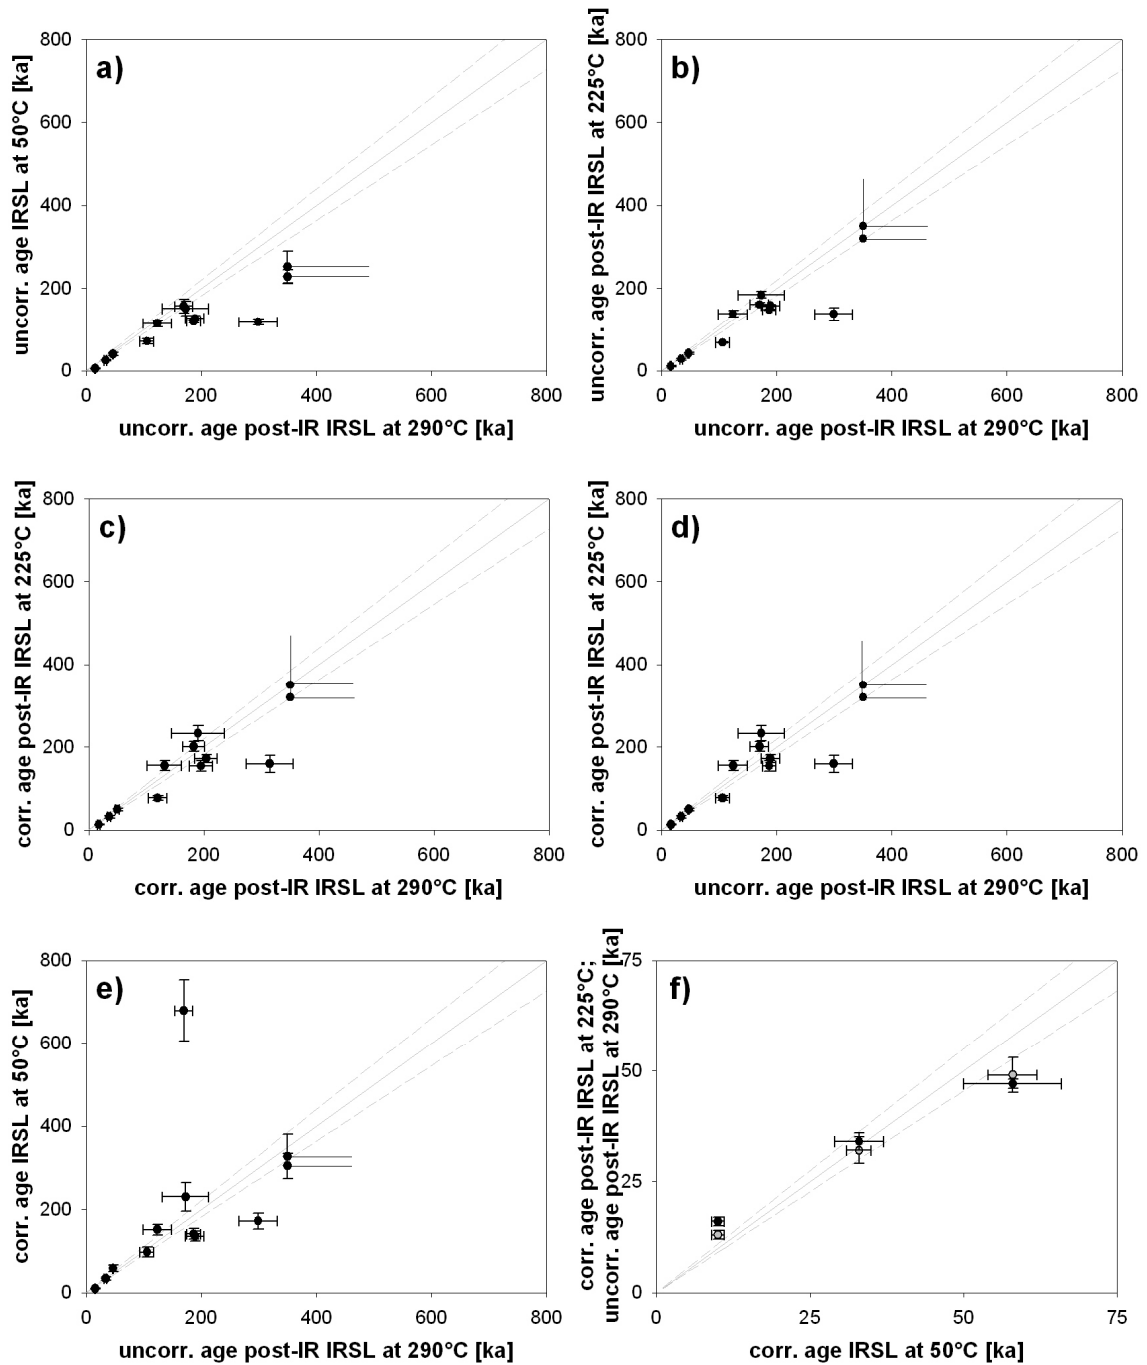 a)
uncorr. age IRSL at 50°C [ka]
800
600
400
200
0
0 200 400 600 800
uncorr. age post-IR IRSL at 290°C [ka]
b)
uncorr. age post-IR IRSL at 225°C [ka]
800
600
400
200
0
0 200 400 600 800
uncorr. age post-IR IRSL at 290°C [ka]
c)
corr. age post-IR IRSL at 225°C [ka]
800
600
400
200
0
0 200 400 600 800
corr. age post-IR IRSL at 290°C [ka]
d)
corr. age post-IR IRSL at 225°C [ka]
800
600
400
200
0
0 200 400 600 800
uncorr. age post-IR IRSL at 290°C [ka]
e)
corr. age IRSL at 50°C [ka]
800
600
400
200
0
0 200 400 600 800
uncorr. age post-IR IRSL at 290°C [ka]
f)
corr. age post-IR IRSL at 225°C;
uncorr. age post-IR IRSL at 290°C [ka]
75
50
25
0
0 25 50 75
corr. age IRSL at 50°C [ka]